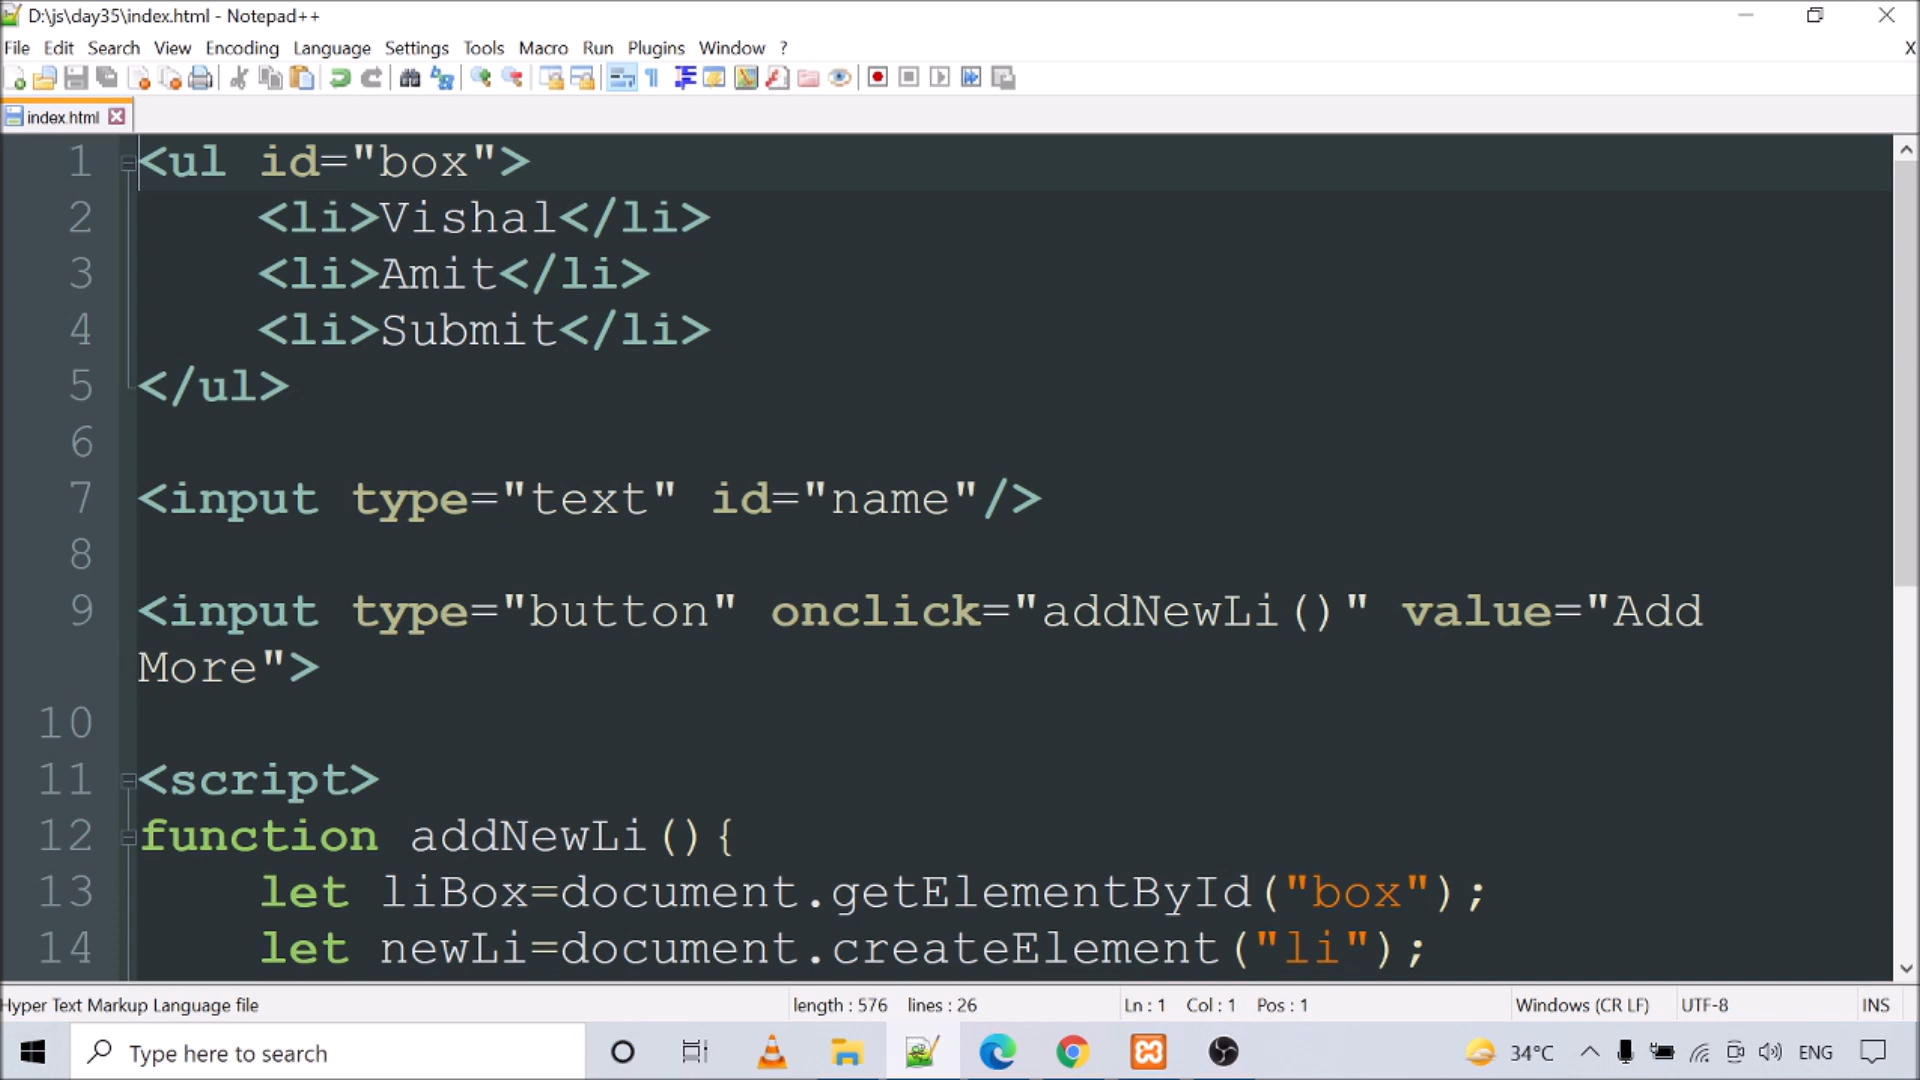 D:\js\day35\index.html - Notepad++
File Edit Search View Encoding Language Settings Tools Macro Run Plugins Window ? X
index.html
1 <ul id="box">
2 <li>Vishal</li>
3 <li>Amit</li>
4 <li>Submit</li>
5 </ul>
6
7 <input type="text" id="name"/>
8
9 <input type="button" onclick="addNewLi()" value="Add
More">
10
11 <script>
12 function addNewLi(){
13 let liBox=document.getElementById("box");
14 let newLi=document.createElement("li");
Hyper Text Markup Language file length : 576 lines : 26 Ln : 1 Col : 1 Pos : 1 Windows (CR LF) UTF-8 INS
Type here to search 34°C ENG